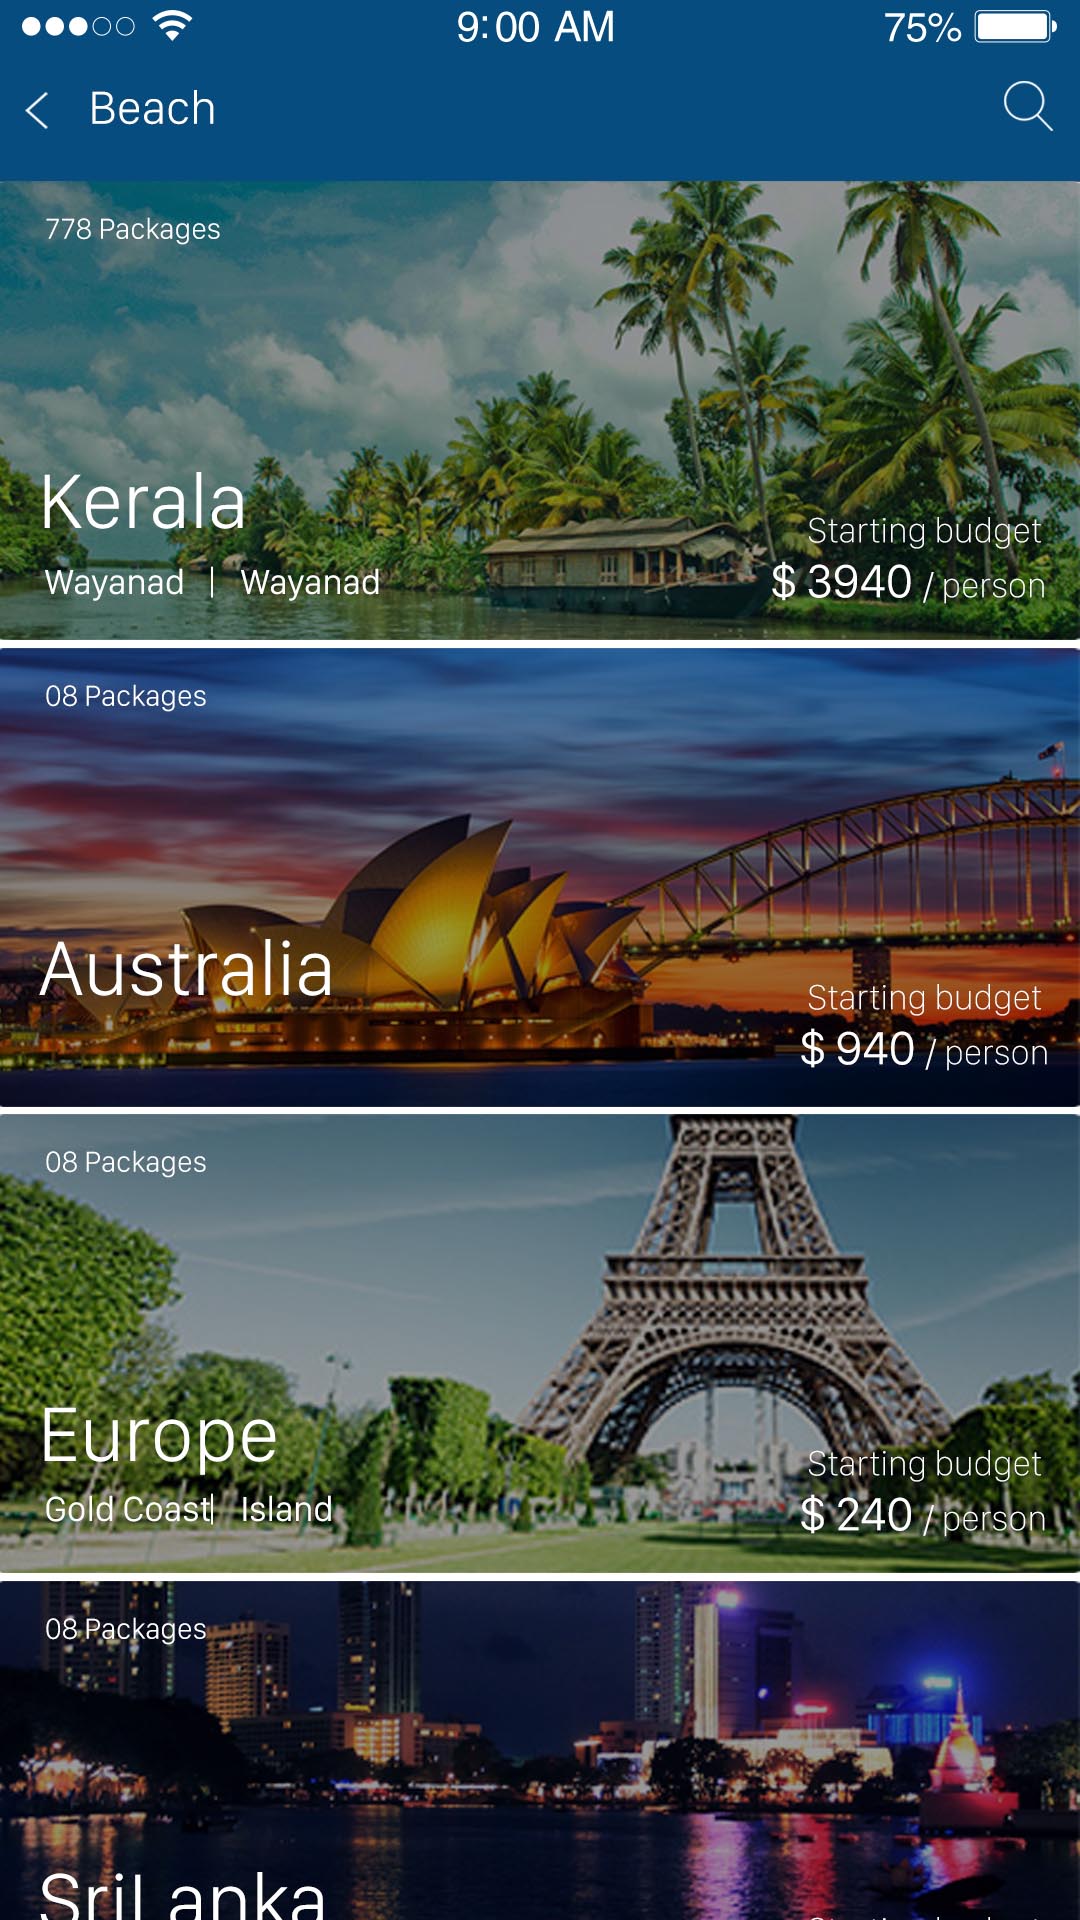 9:00 AM
75%
Beach
778 Packages
Kerala
Wayanad | Wayanad
Starting budget
$ 3940 / person
08 Packages
Australia
Starting budget
$ 940 / person
08 Packages
Europe
Gold Coast| Island
Starting budget
$ 240 / person
08 Packages
SriLanka